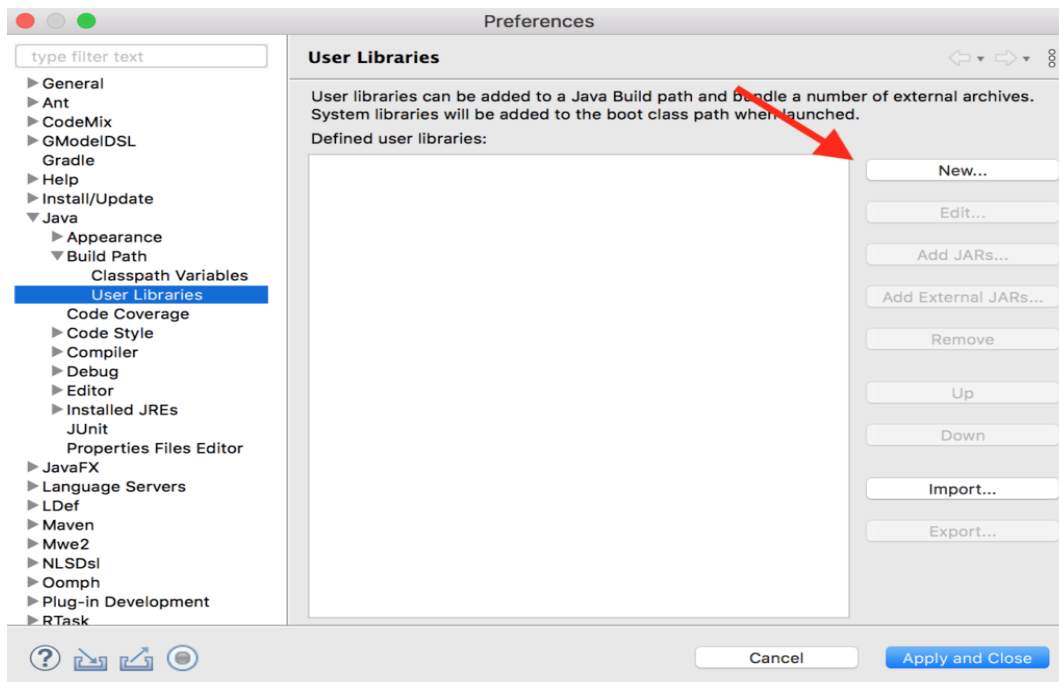 Preferences
type filter text
General
Ant
CodeMix
GModelDSL
Gradle
Help
Install/Update
Java
Appearance
Build Path
Classpath Variables
User Libraries
Code Coverage
Code Style
Compiler
Debug
Editor
Installed JREs
JUnit
Properties Files Editor
JavaFX
Language Servers
LDef
Maven
Mwe2
NLSDsl
Oomph
Plug-in Development
RTask
User Libraries
User libraries can be added to a Java Build path and bundle a number of external archives.
System libraries will be added to the boot class path when launched.
Defined user libraries:
New...
Edit...
Add JARs...
Add External JARs...
Remove
Up
Down
Import...
Export...
?
Cancel
Apply and Close